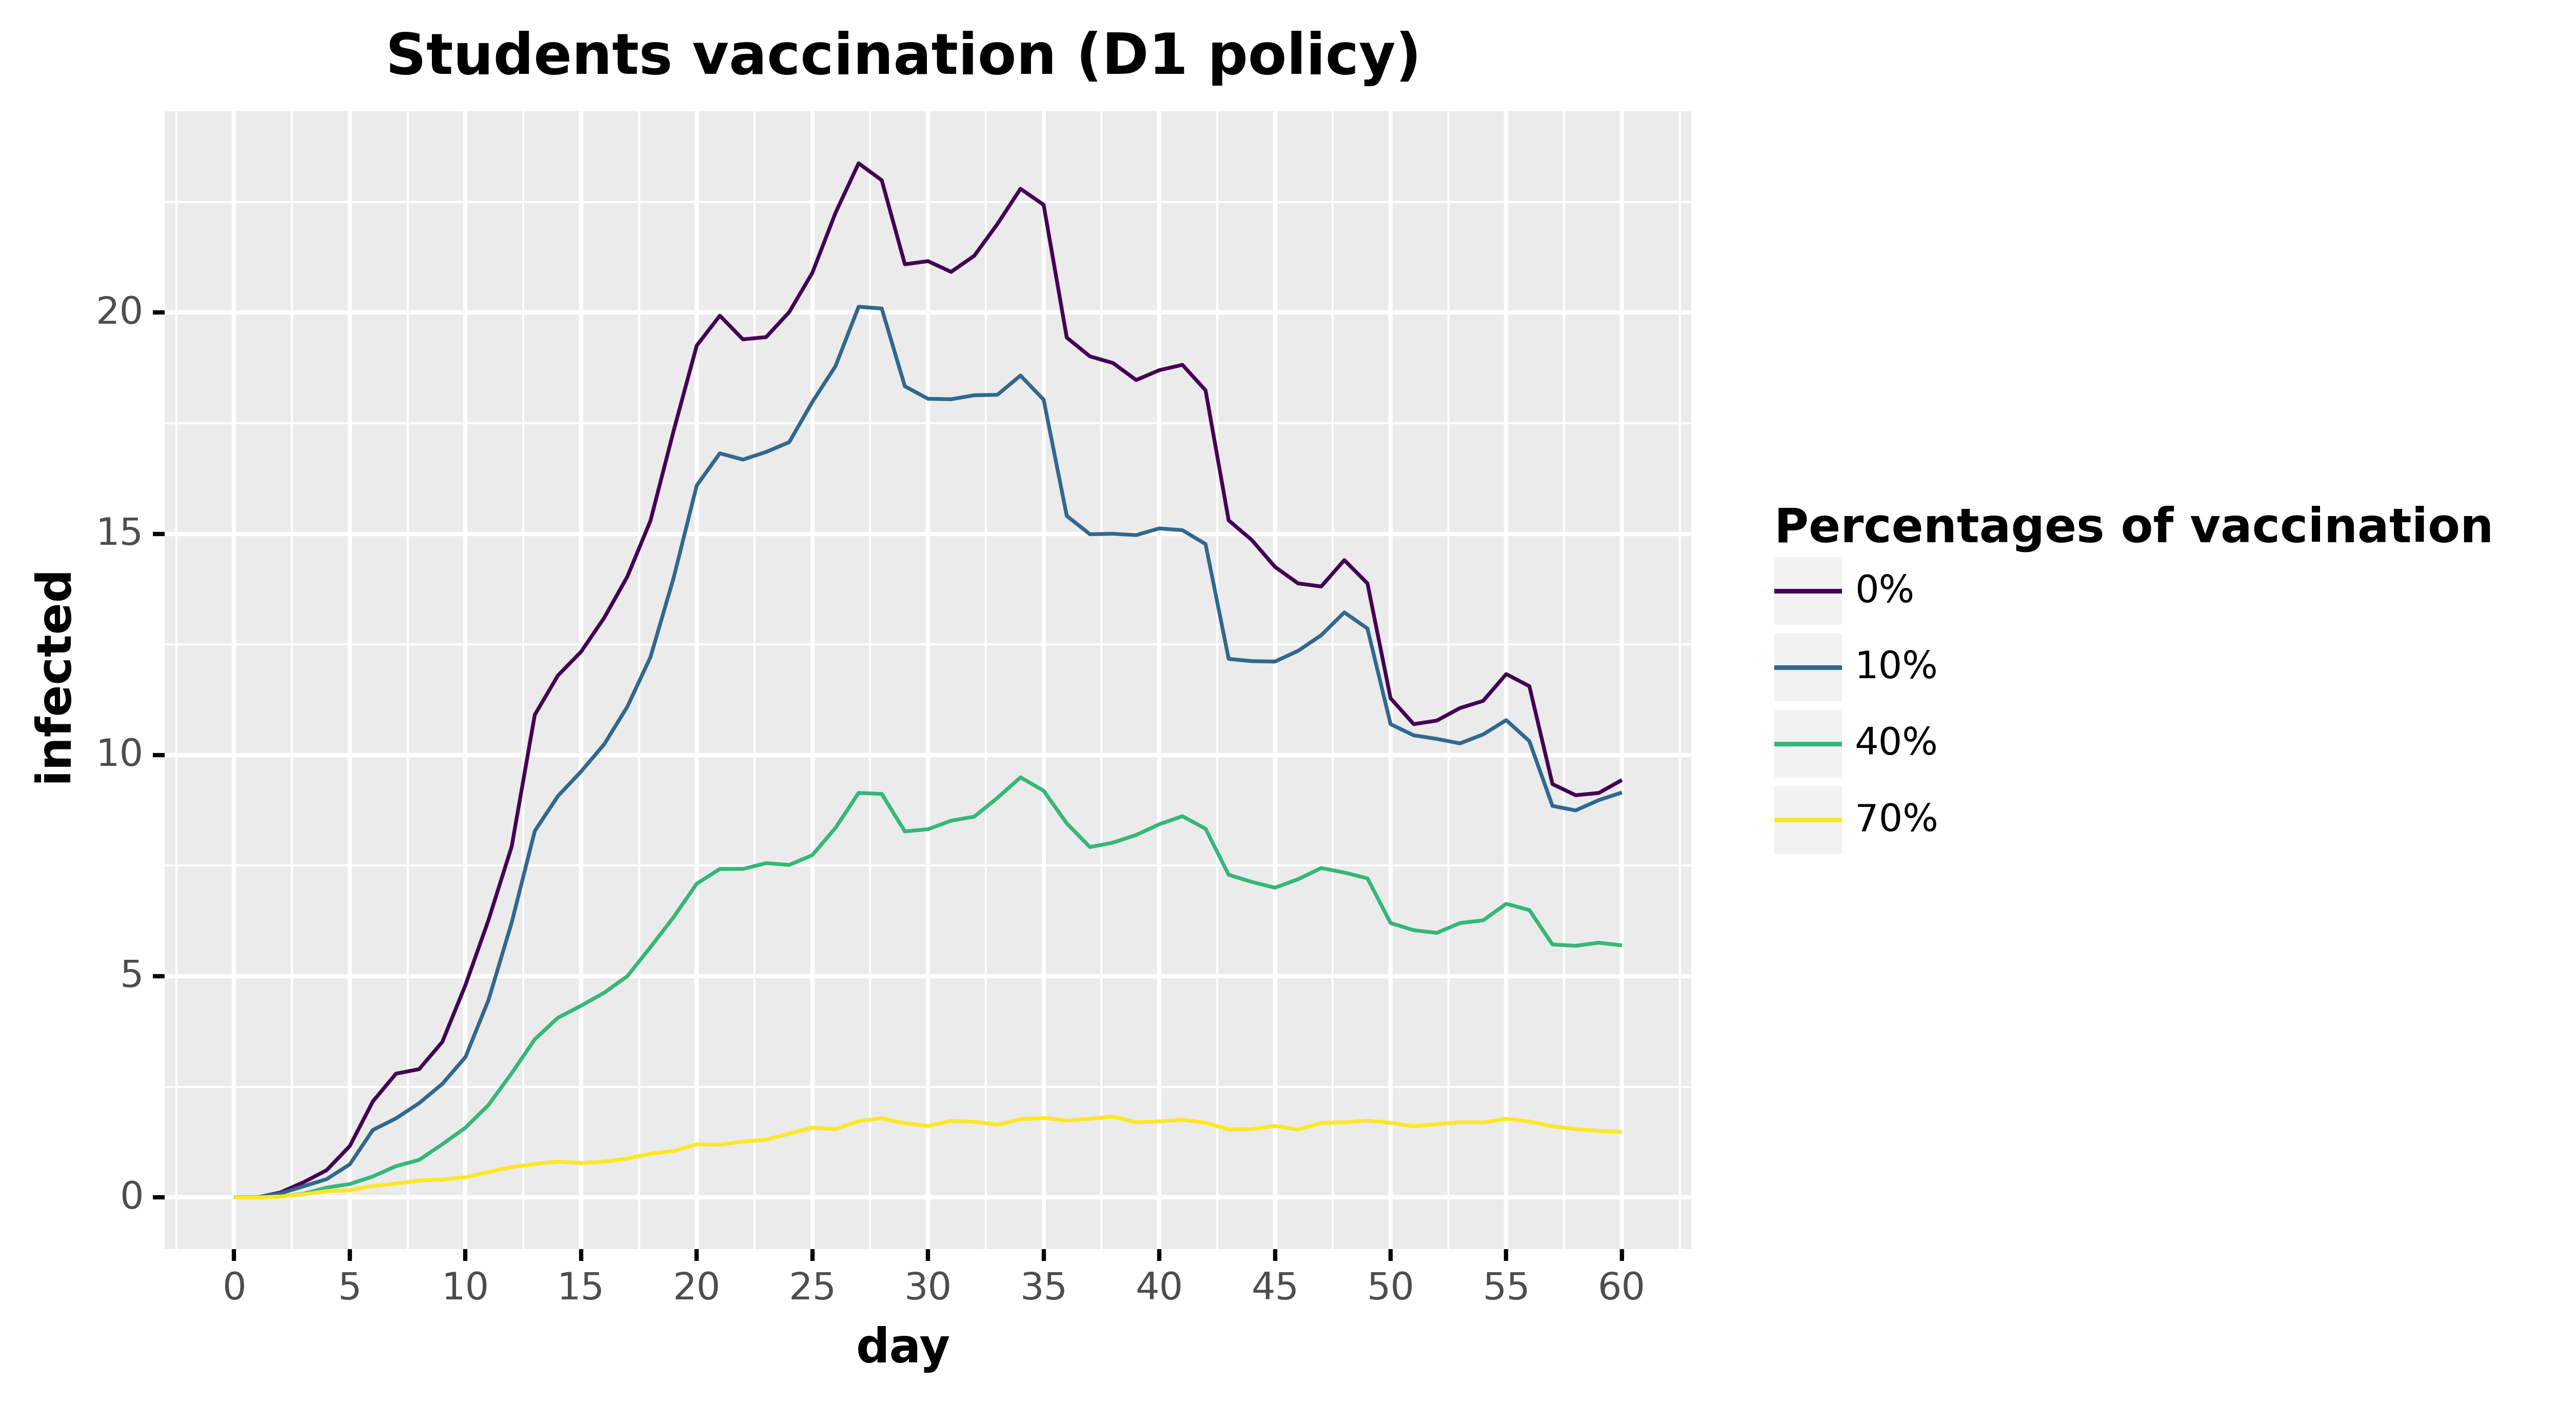 Students vaccination (D1 policy)
infected
20
15
10
5
0
0 5 10 15 20 25 30 35 40 45 50 55 60
day
Percentages of vaccination
0%
10%
40%
70%